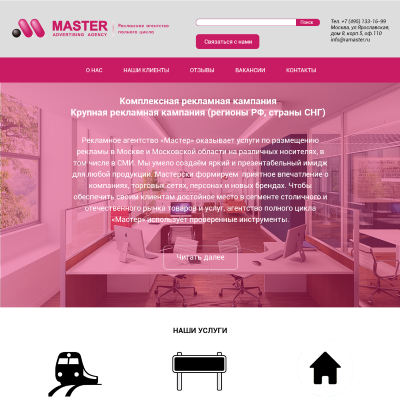 MASTER
ADVERTISING AGENCY
Рекламное агентство
полного цикла
Поиск
Связаться с нами
Тел. +7 (495) 133-16-99
Москва, ул Ярославская,
дом 8, корп 5, оф.110
info@ramaster.ru
О НАС
НАШИ КЛИЕНТЫ
ОТЗЫВЫ
ВАКАНСИИ
КОНТАКТЫ
Комплексная рекламная кампания
Крупная рекламная кампания (регионы РФ, страны СНГ)
Рекламное агентство «Мастер» оказывает услуги по размещению
рекламы в Москве и Московской области на различных носителях, в
том числе в СМИ. Мы умело создаём яркий и презентабельный имидж
для любой продукции. Мастерски формируем приятное впечатление о
компаниях, торговых сетях, персонах и новых брендах. Чтобы
обеспечить своим клиентам достойное место в сегменте столичного и
отечественного рынка товаров и услуг, агентство полного цикла
«Мастер» использует проверенные инструменты.
Читать далее
НАШИ УСЛУГИ